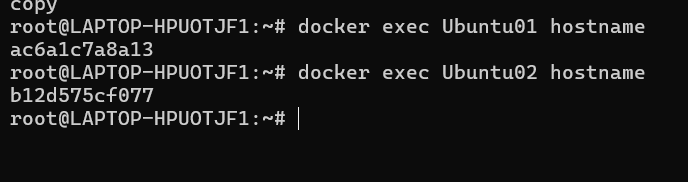 copy
root@LAPTOP-HPUOTJF1:~# docker exec Ubuntu01 hostname
ac6a1c7a8a13
root@LAPTOP-HPUOTJF1:~# docker exec Ubuntu02 hostname
b12d575cf077
root@LAPTOP-HPUOTJF1:~#